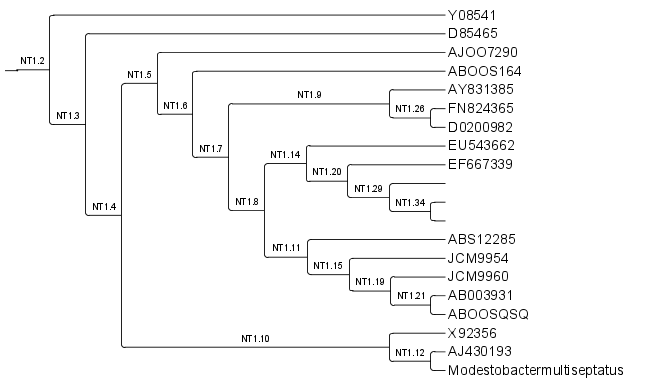 Y08541
D85465
NT1.2
AJOO7290
NT1.5
ABOOS164
AY831385
NT1.9
NT1.6
FN824365
NT1.26
NT1.3
D0200982
EU543662
NT1.7
NT1.14
EF667339
NT1.20
NT1.29
NT1.34
NT1.8
NT1.4
ABS12285
NT1.11
JCM9954
NT1.15
JCM9960
NT1.19
AB003931
NT1.21
ABOOSQSQ
X92356
NT1.10
AJ430193
NT1.12
Modestobactermultiseptatus